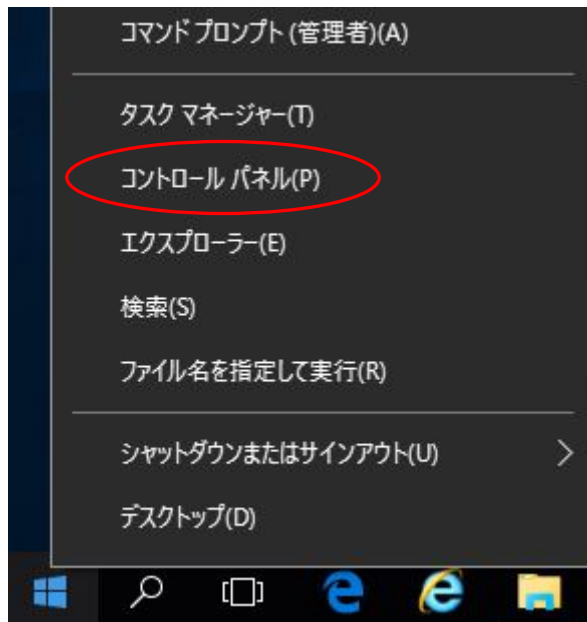 コマンド プロンプト (管理者)(A)
タスク マネージャー(T)
コントロール パネル(P)
エクスプローラー(E)
検索(S)
ファイル名を指定して実行(R)
シャットダウンまたはサインアウト(U)
デスクトップ(D)